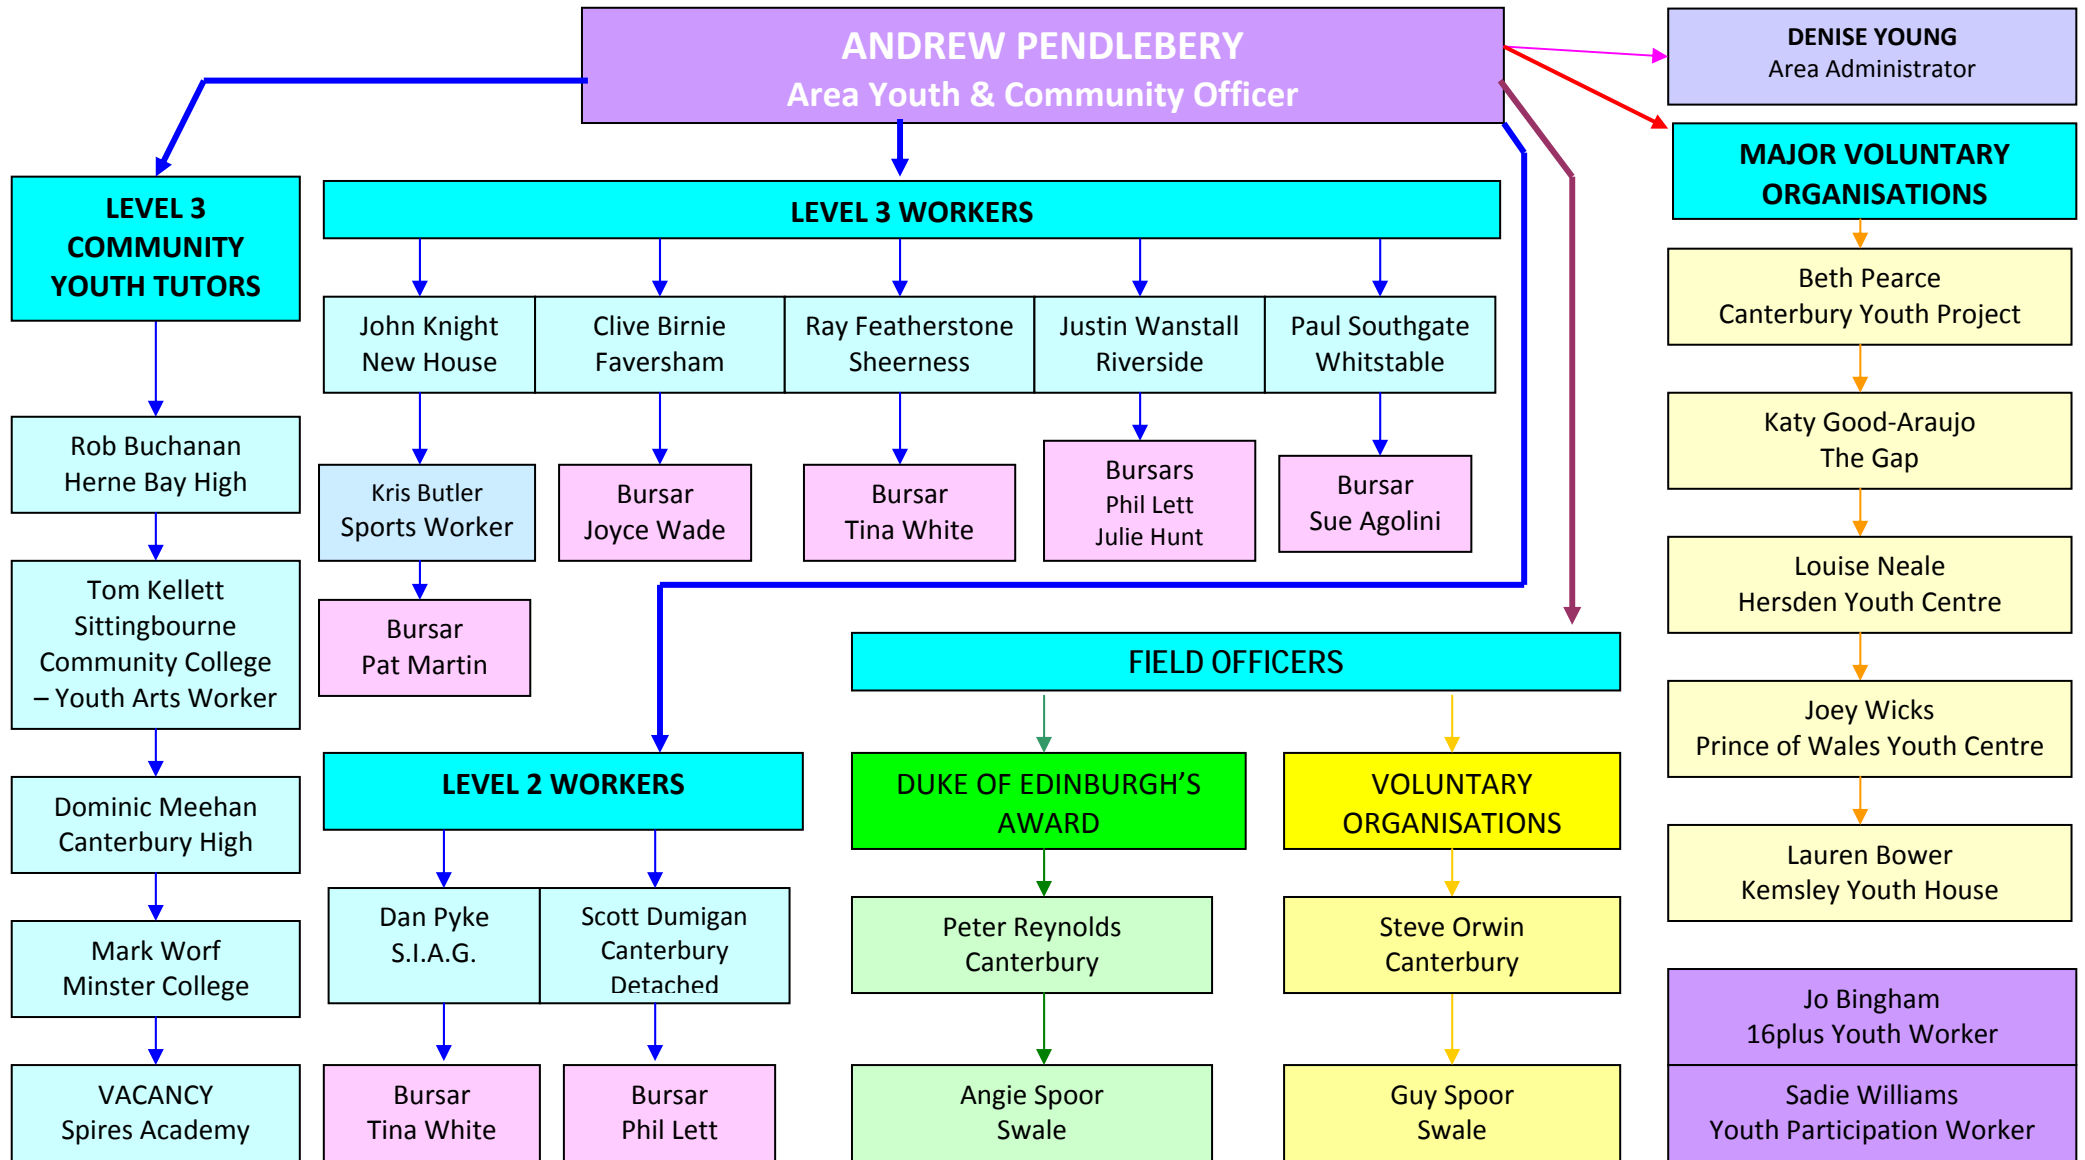 ANDREW PENDLEBERY
Area Youth & Community Officer
DENISE YOUNG
Area Administrator
LEVEL 3
COMMUNITY
YOUTH TUTORS
Rob Buchanan
Herne Bay High
Tom Kellett
Sittingbourne
Community College
– Youth Arts Worker
Dominic Meehan
Canterbury High
Mark Worf
Minster College
VACANCY
Spires Academy
LEVEL 3 WORKERS
John Knight
New House
Clive Birnie
Faversham
Ray Featherstone
Sheerness
Justin Wanstall
Riverside
Paul Southgate
Whitstable
Kris Butler
Sports Worker
Bursar
Joyce Wade
Bursar
Tina White
Bursars
Phil Lett
Julie Hunt
Bursar
Sue Agolini
Bursar
Pat Martin
LEVEL 2 WORKERS
Dan Pyke
S.I.A.G.
Scott Dumigan
Canterbury
Detached
Bursar
Tina White
Bursar
Phil Lett
FIELD OFFICERS
DUKE OF EDINBURGH’S
AWARD
Peter Reynolds
Canterbury
Angie Spoor
Swale
VOLUNTARY
ORGANISATIONS
Steve Orwin
Canterbury
Guy Spoor
Swale
MAJOR VOLUNTARY
ORGANISATIONS
Beth Pearce
Canterbury Youth Project
Katy Good-Araujo
The Gap
Louise Neale
Hersden Youth Centre
Joey Wicks
Prince of Wales Youth Centre
Lauren Bower
Kemsley Youth House
Jo Bingham
16plus Youth Worker
Sadie Williams
Youth Participation Worker